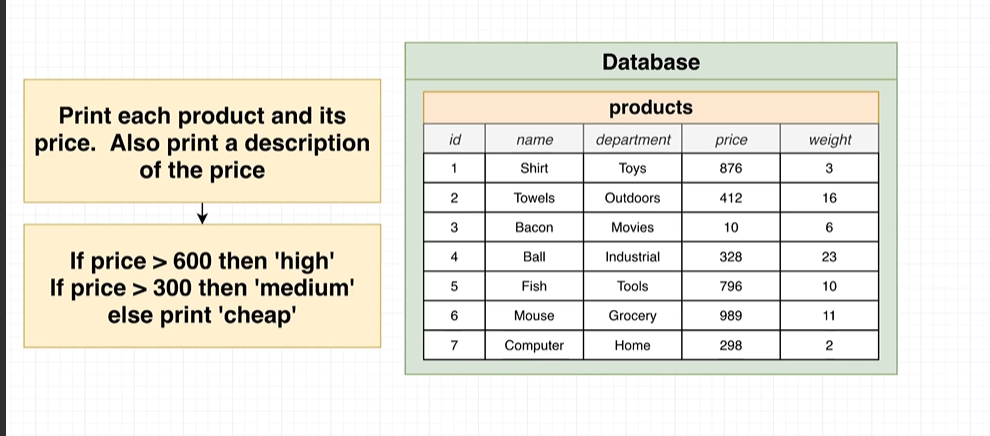 Print each product and its
price. Also print a description
of the price
If price > 600 then 'high'
If price > 300 then 'medium'
else print 'cheap'
Database
products
id name department price weight
1 Shirt Toys 876 3
2 Towels Outdoors 412 16
3 Bacon Movies 10 6
4 Ball Industrial 328 23
5 Fish Tools 796 10
6 Mouse Grocery 989 11
7 Computer Home 298 2